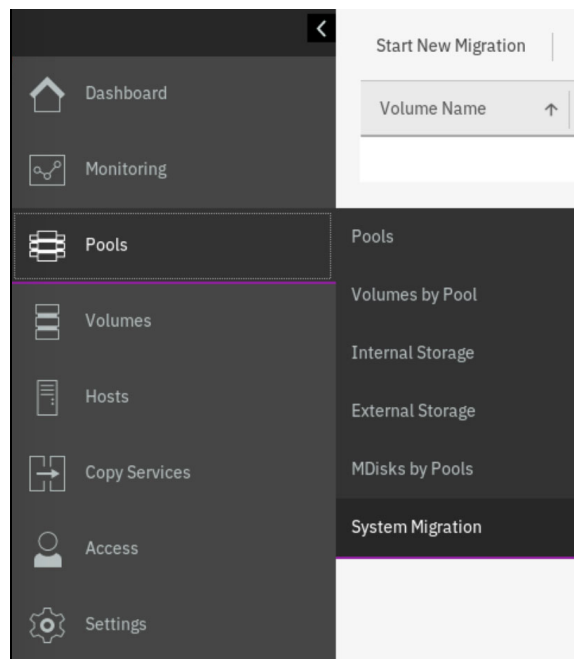 Start New Migration
Volume Name
Dashboard
Monitoring
Pools
Volumes
Hosts
Copy Services
Access
Settings
Pools
Volumes by Pool
Internal Storage
External Storage
MDisks by Pools
System Migration